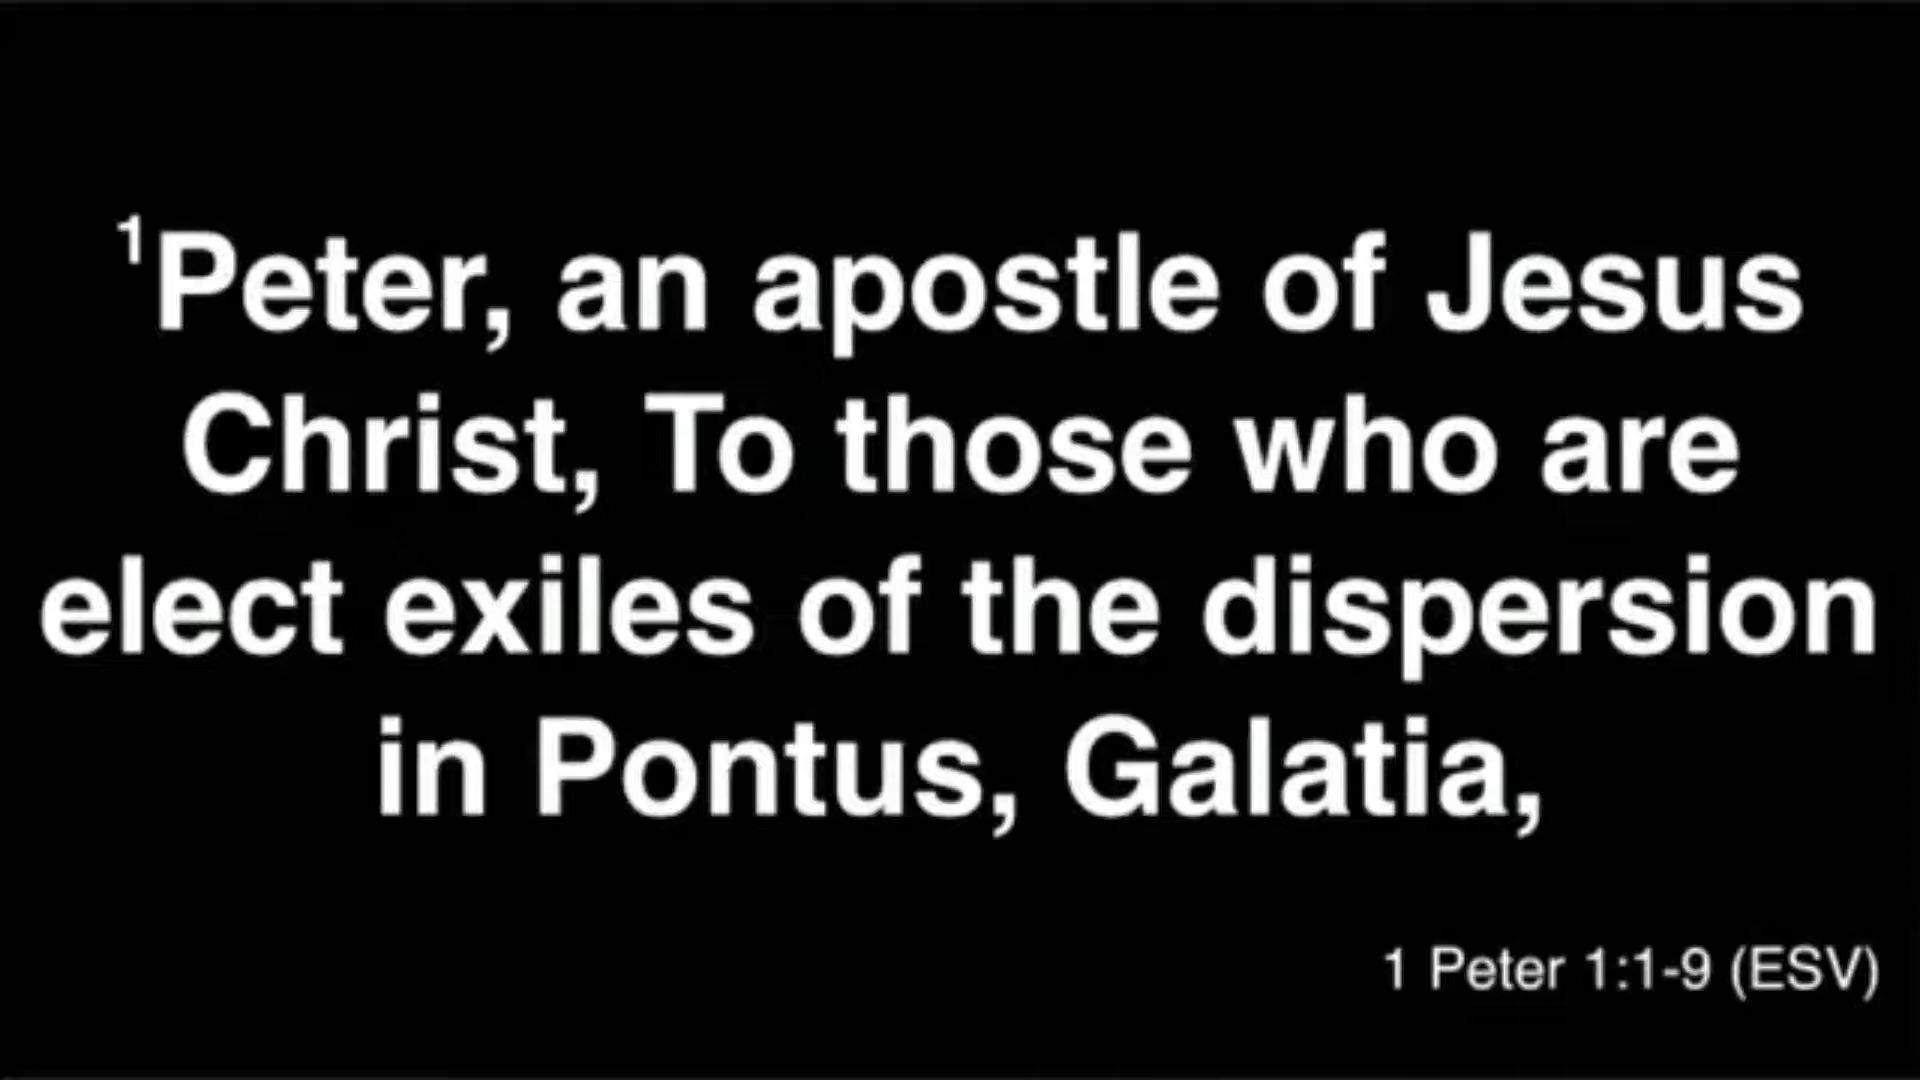 ¹Peter, an apostle of Jesus
Christ, To those who are
elect exiles of the dispersion
in Pontus, Galatia,
1 Peter 1:1-9 (ESV)